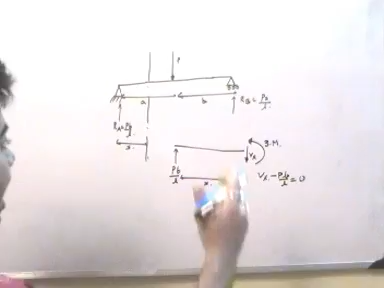 P
a
b
R_A = Pb/l
R_B = Pa/l
x
B.M.
V_x
Pb/l
x
V_x - Pb/l = 0